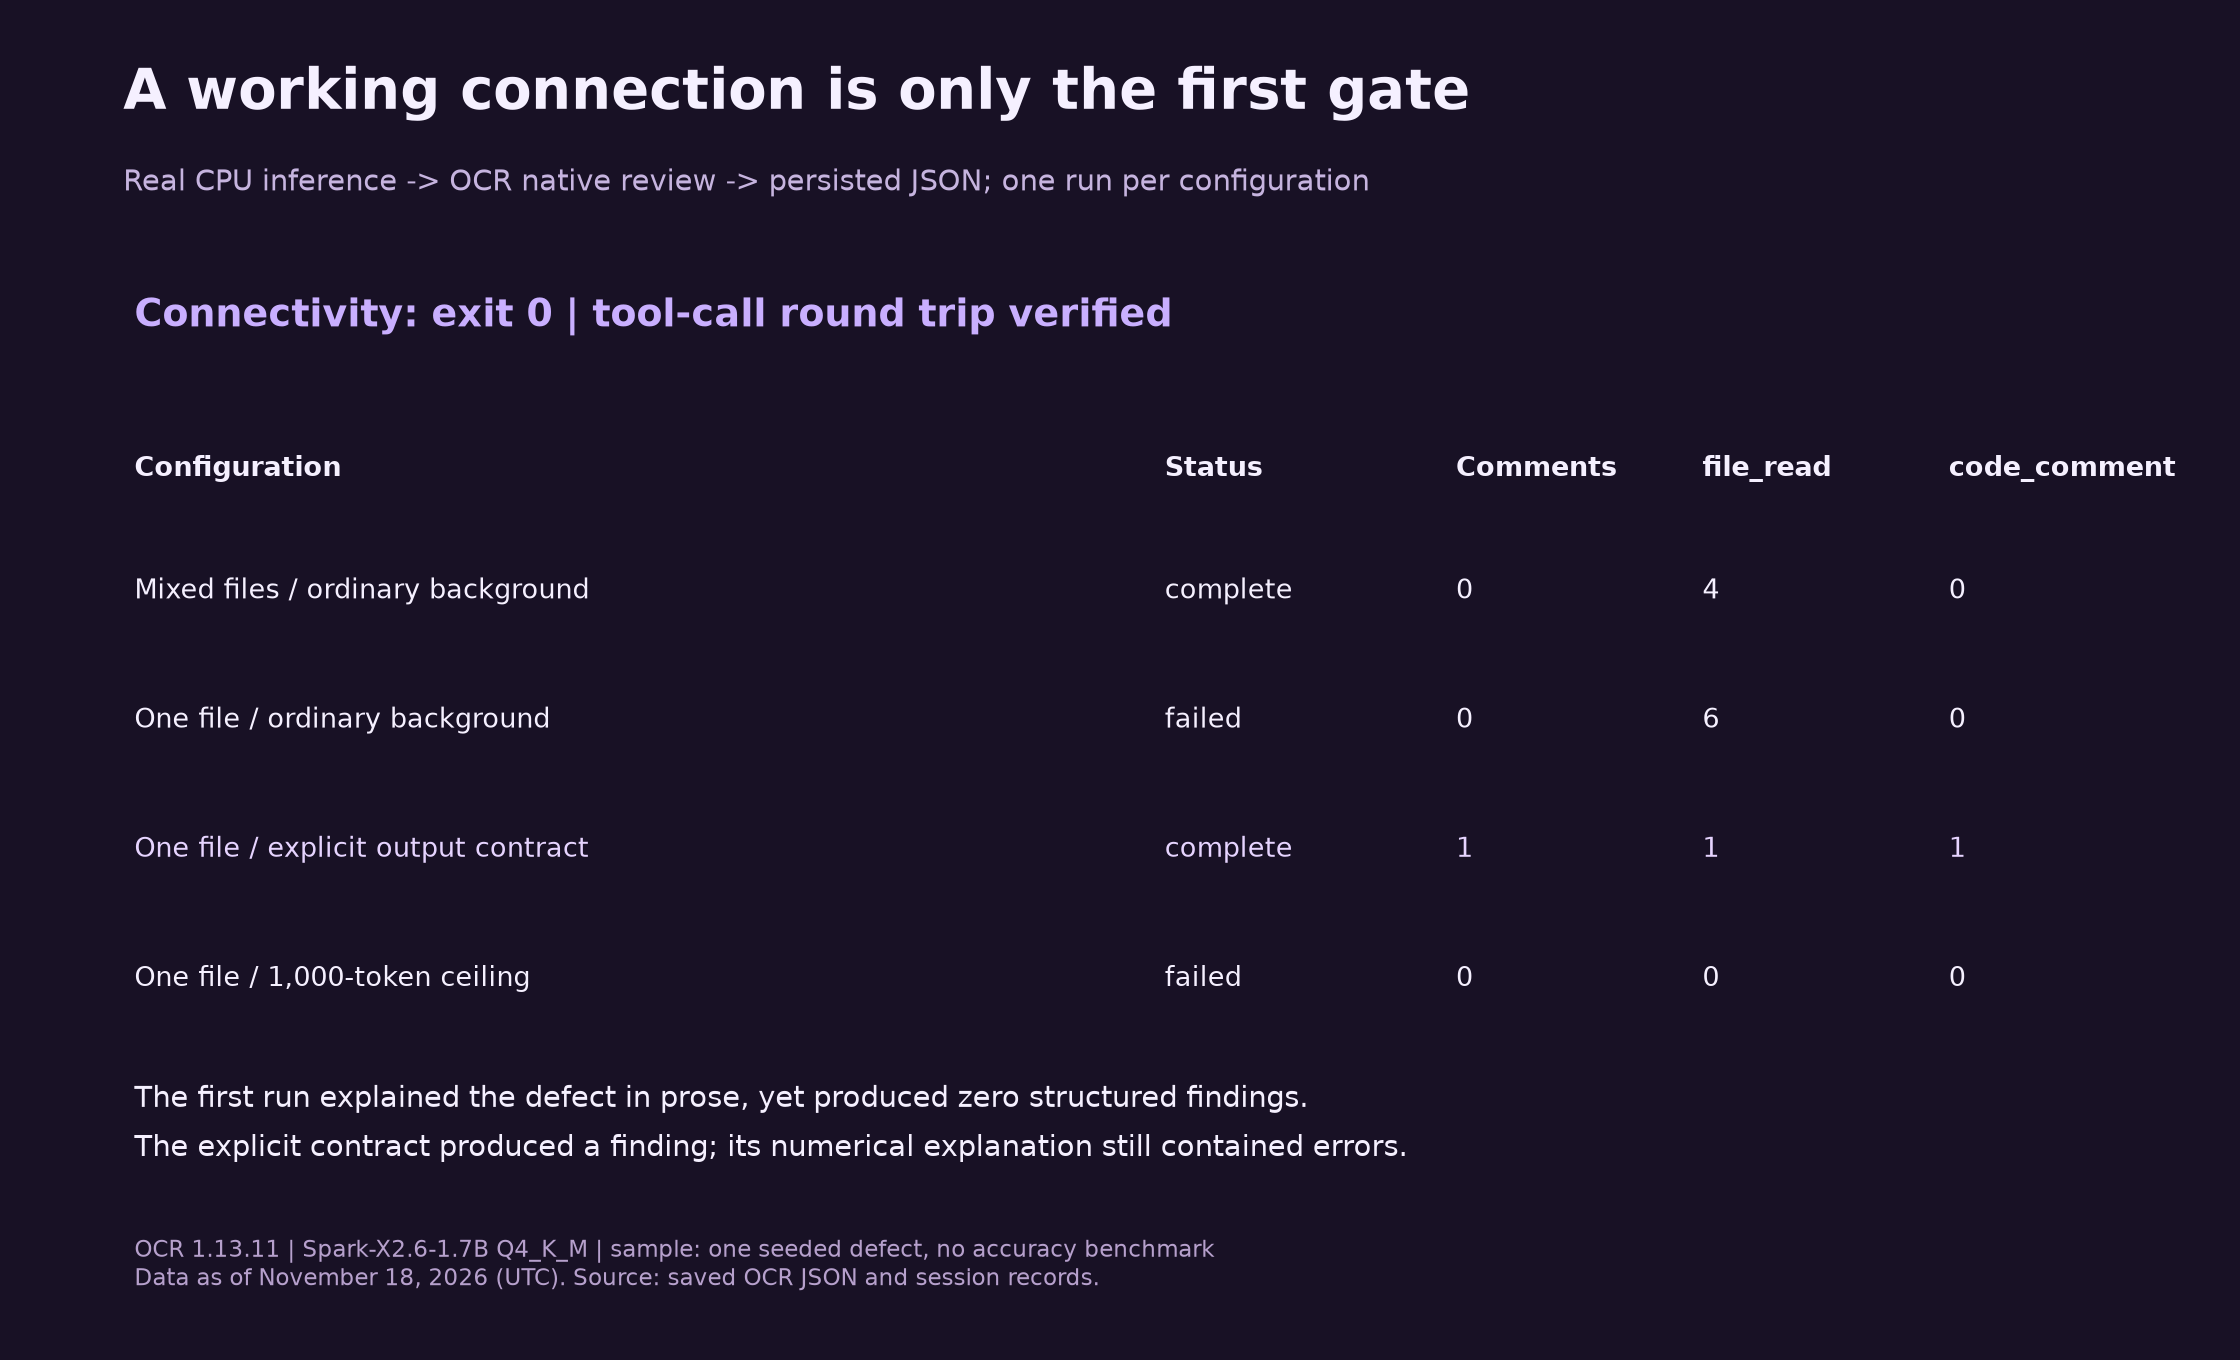 A working connection is only the first gate
Real CPU inference -> OCR native review -> persisted JSON; one run per configuration
Connectivity: exit 0 | tool-call round trip verified
Configuration Status Comments file_read code_comment
Mixed files / ordinary background complete 0 4 0
One file / ordinary background failed 0 6 0
One file / explicit output contract complete 1 1 1
One file / 1,000-token ceiling failed 0 0 0
The first run explained the defect in prose, yet produced zero structured findings.
The explicit contract produced a finding; its numerical explanation still contained errors.
OCR 1.13.11 | Spark-X2.6-1.7B Q4_K_M | sample: one seeded defect, no accuracy benchmark
Data as of November 18, 2026 (UTC). Source: saved OCR JSON and session records.